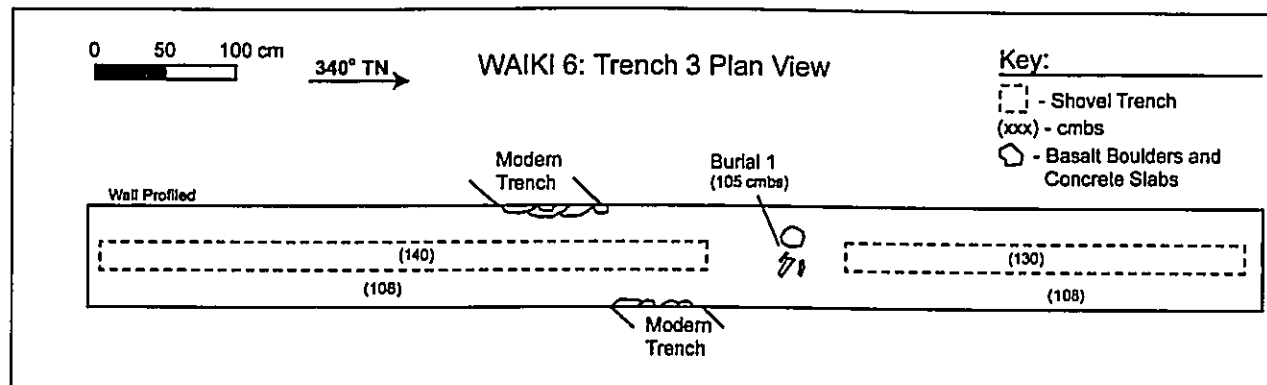 0 50 100 cm
340° TN
WAIKI 6: Trench 3 Plan View
Key:
- Shovel Trench
(xxx) - cmbs
- Basalt Boulders and
Concrete Slabs
Modern
Trench
Burial 1
(105 cmbs)
Wall Profiled
(140)
(130)
(108)
(108)
Modern
Trench